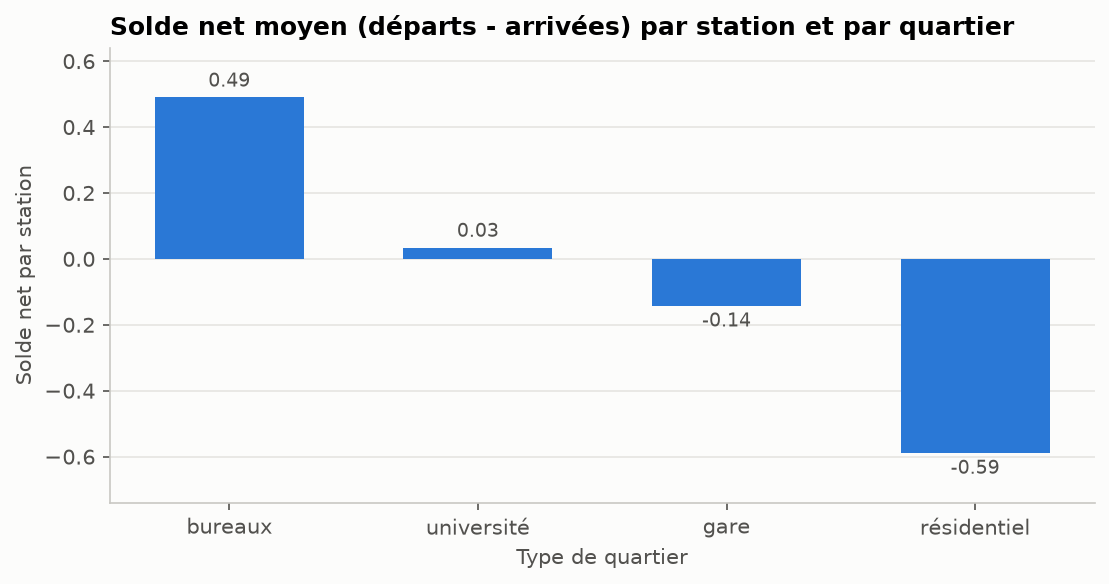 Solde net moyen (départs - arrivées) par station et par quartier
Solde net par station
0.6
0.4
0.2
0.0
−0.2
−0.4
−0.6
0.49
0.03
-0.14
-0.59
bureaux
université
gare
résidentiel
Type de quartier